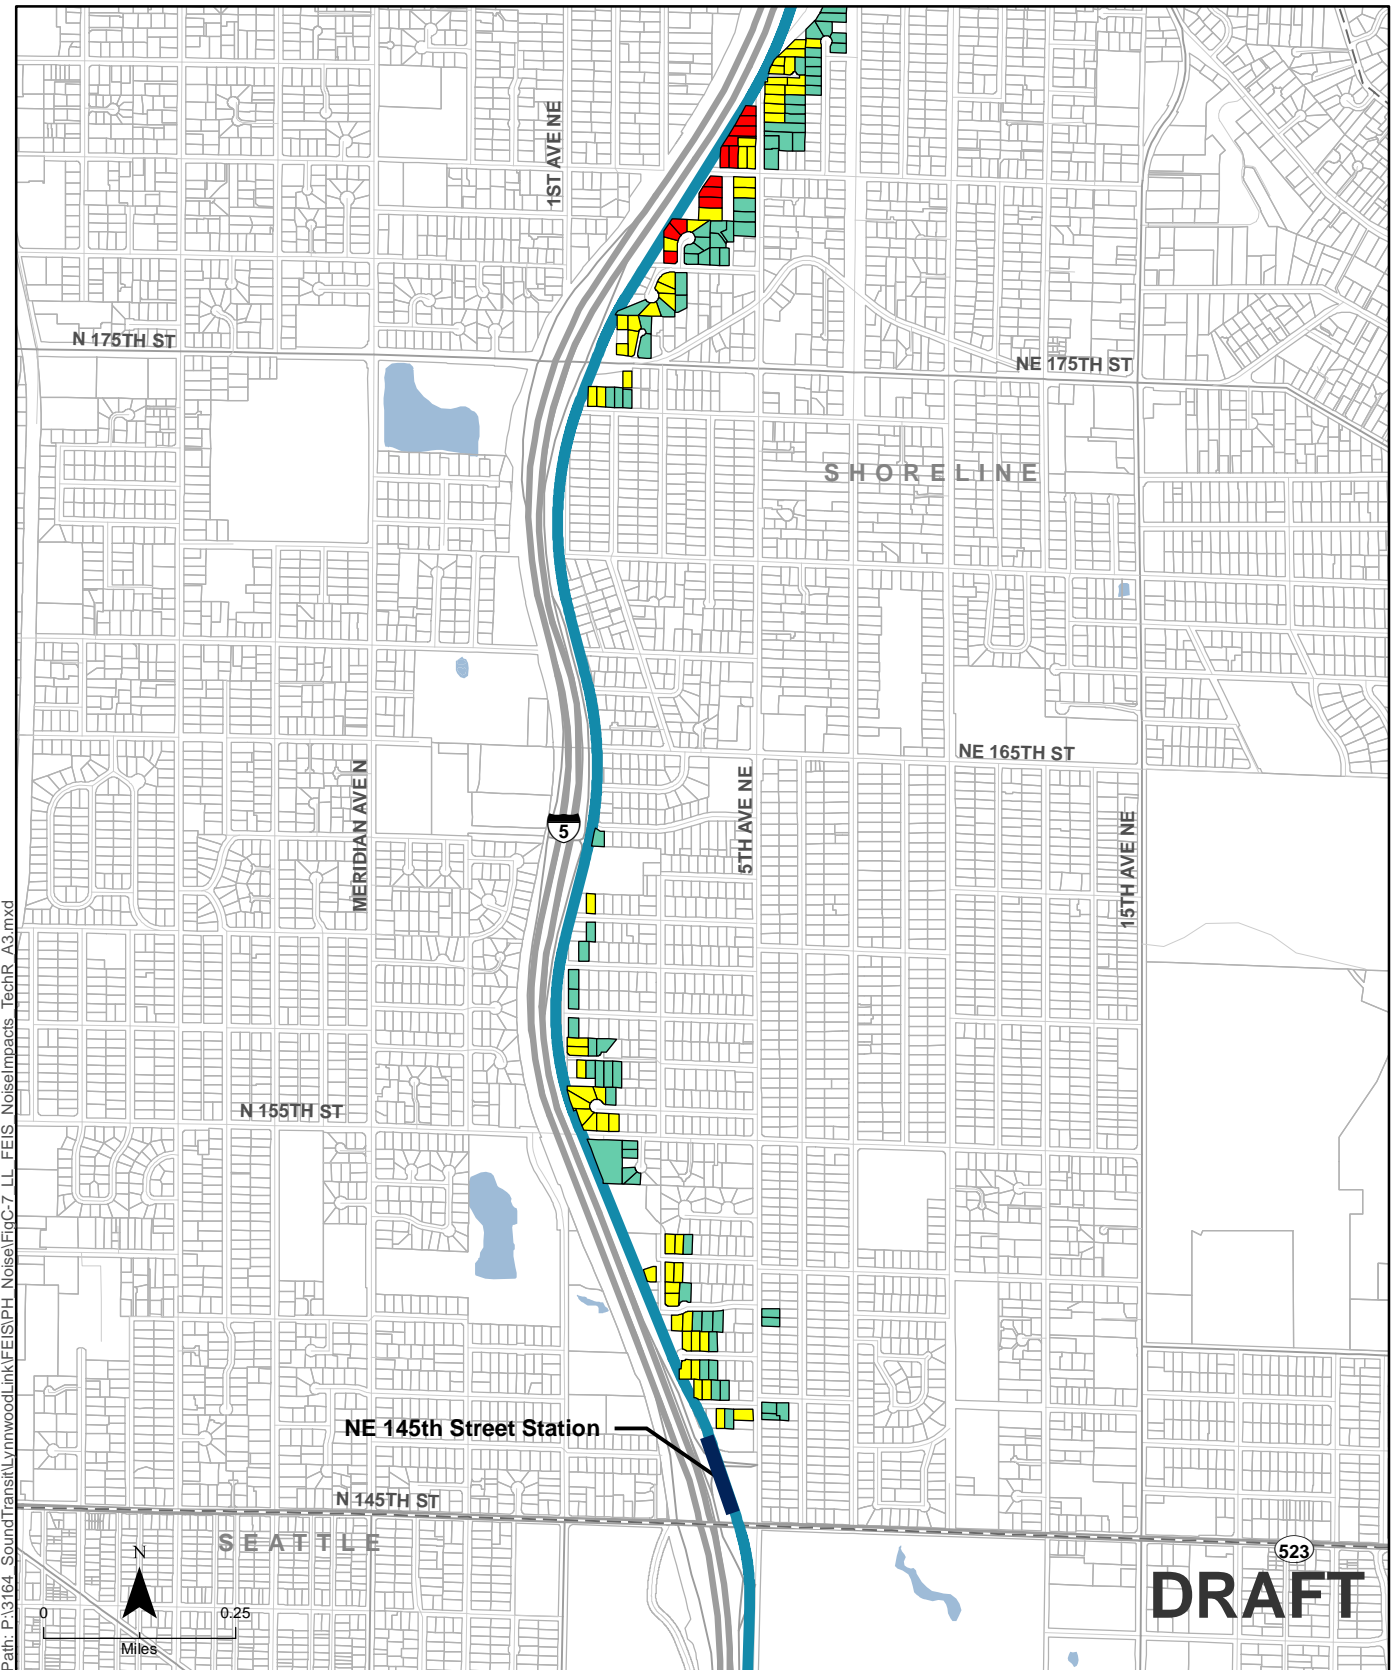 1ST AVE NE
N 175TH ST
NE 175TH ST
SHORELINE
NE 165TH ST
MERIDIAN AVE N
5TH AVE NE
15TH AVE NE
5
N 155TH ST
NE 145th Street Station
N 145TH ST
SEATTLE
523
DRAFT
N
0 0.25
Miles
Path: P:\3164_SoundTransit\LynnwoodLink\FEIS\PH_Noise\FigC-7_LL_FEIS_NoiseImpacts_TechR_A3.mxd